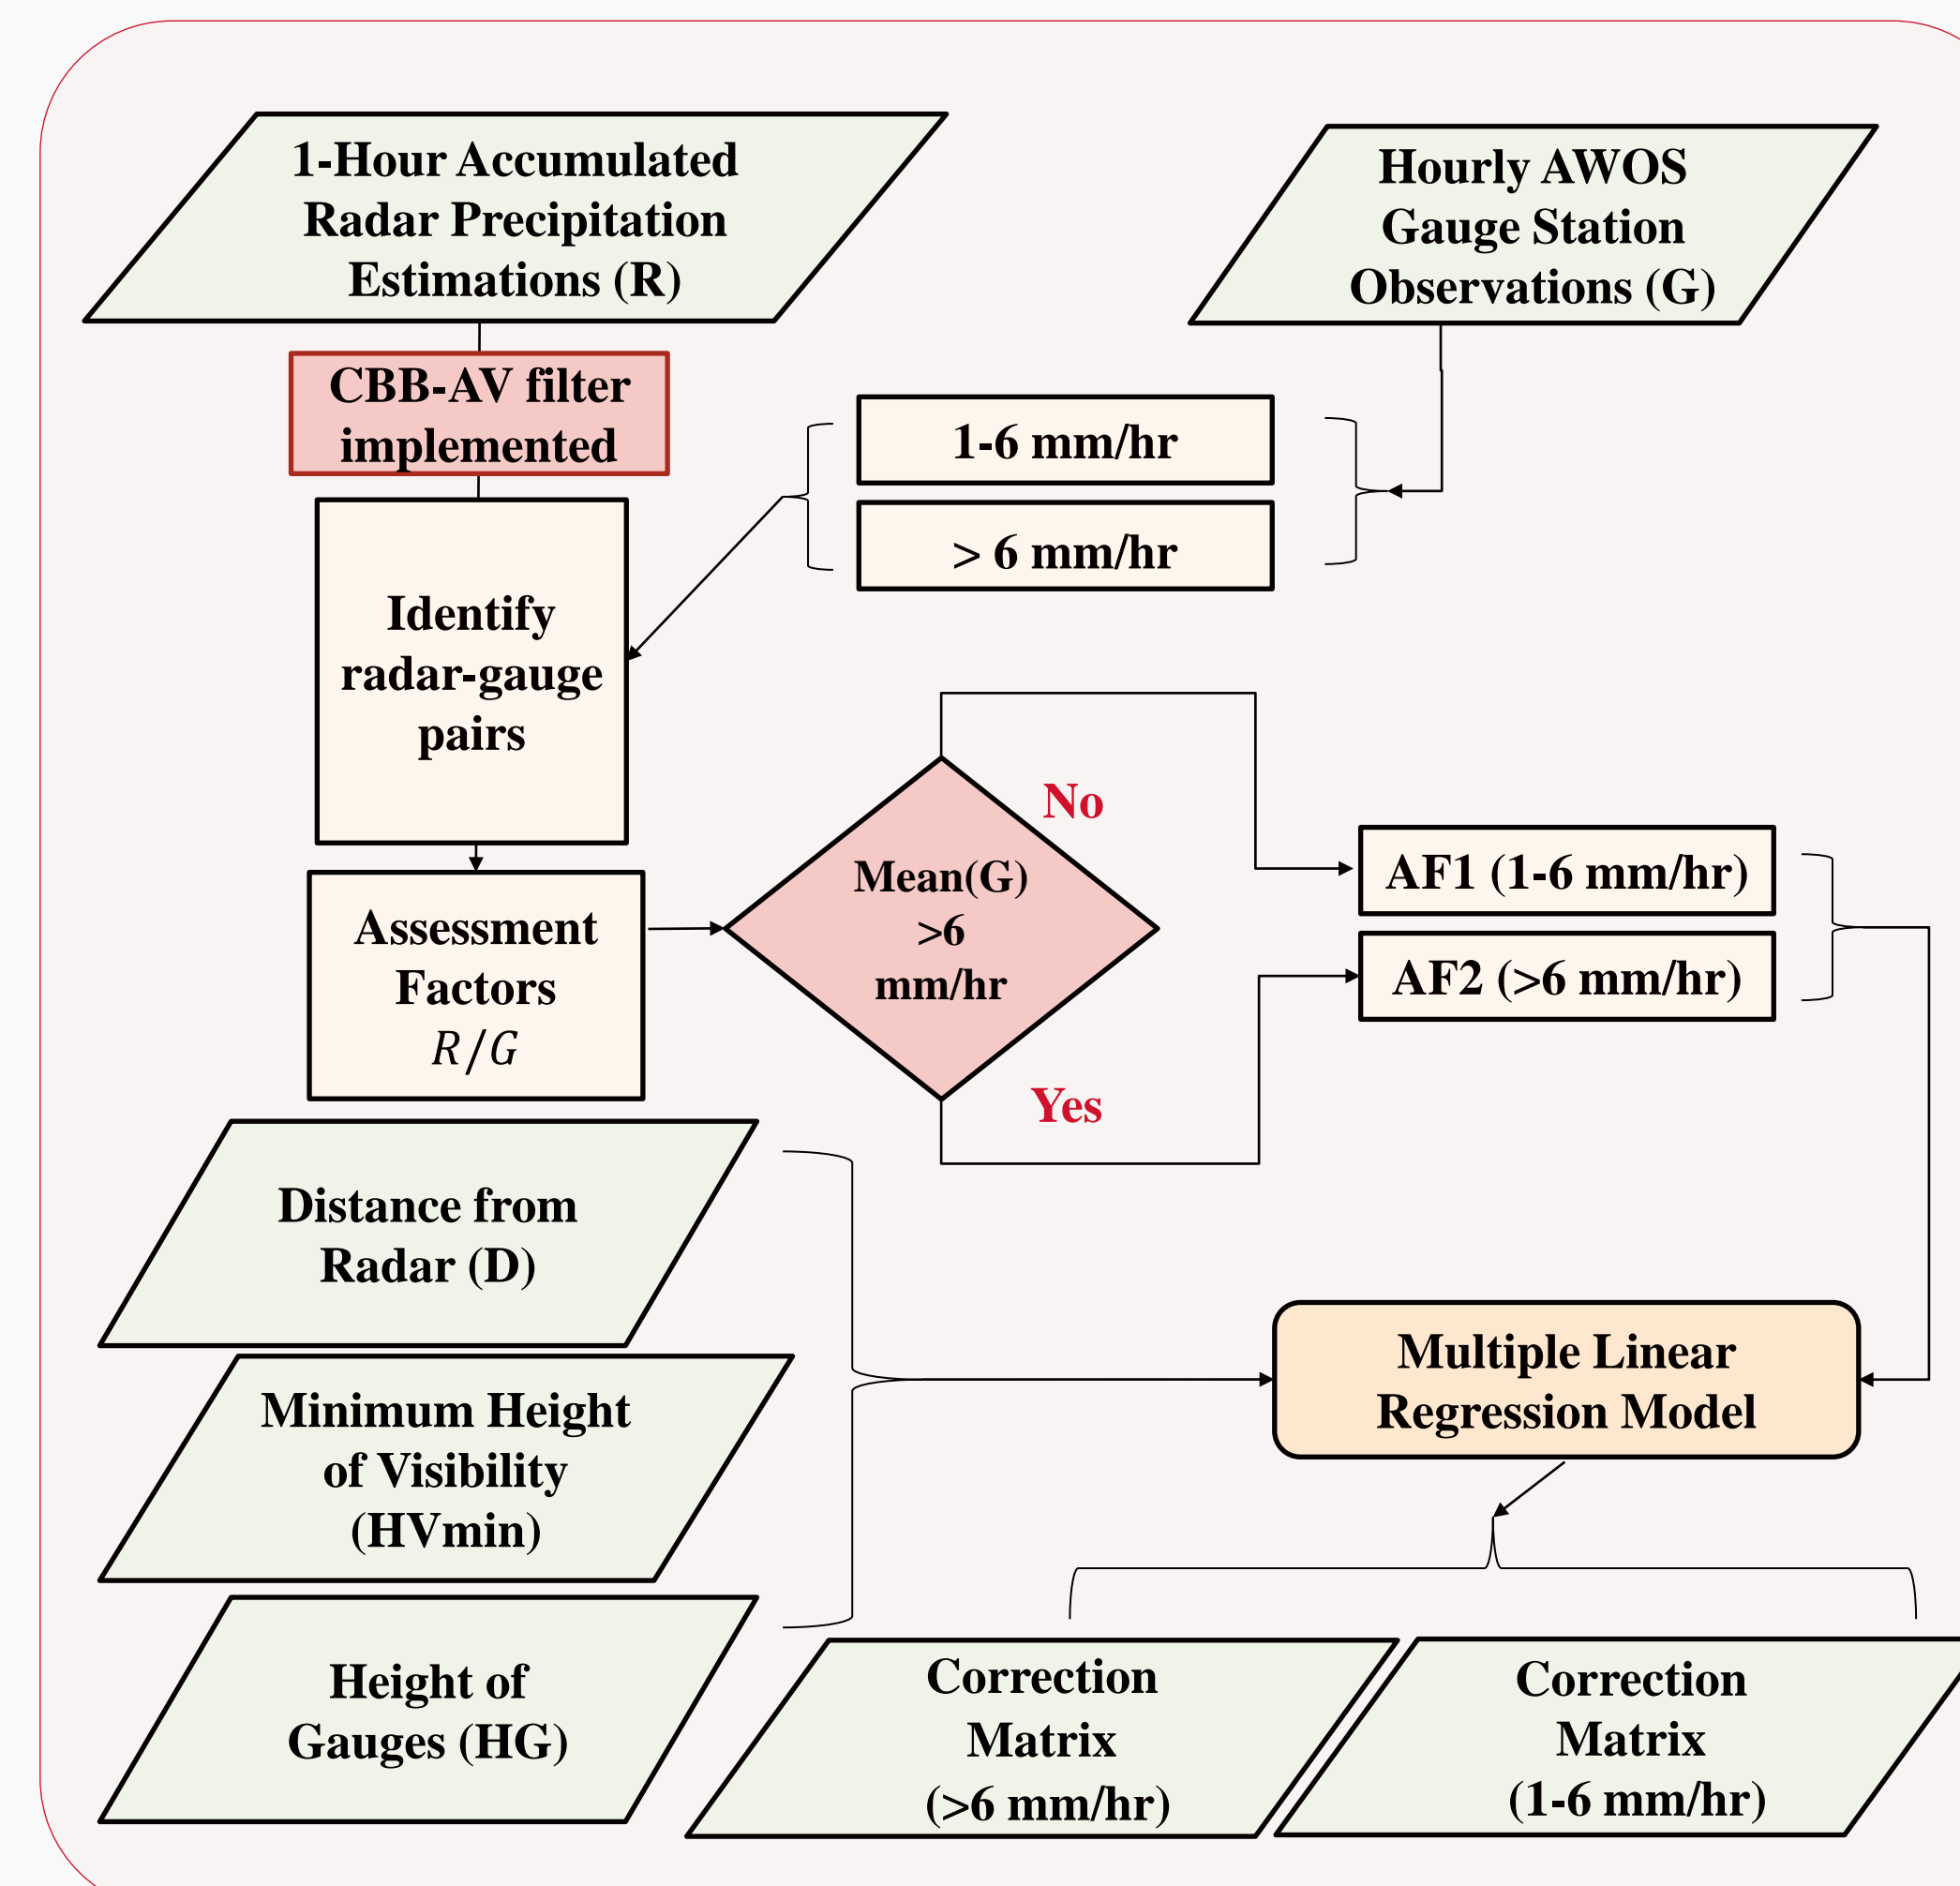 1-Hour Accumulated
Radar Precipitation
Estimations (R)
Hourly AWOS
Gauge Station
Observations (G)
CBB-AV filter
implemented
1-6 mm/hr
> 6 mm/hr
Identify
radar-gauge
pairs
No
Mean(G)
>6
mm/hr
Yes
AF1 (1-6 mm/hr)
AF2 (>6 mm/hr)
Assessment
Factors
R/G
Distance from
Radar (D)
Minimum Height
of Visibility
(HVmin)
Height of
Gauges (HG)
Multiple Linear
Regression Model
Correction
Matrix
(>6 mm/hr)
Correction
Matrix
(1-6 mm/hr)